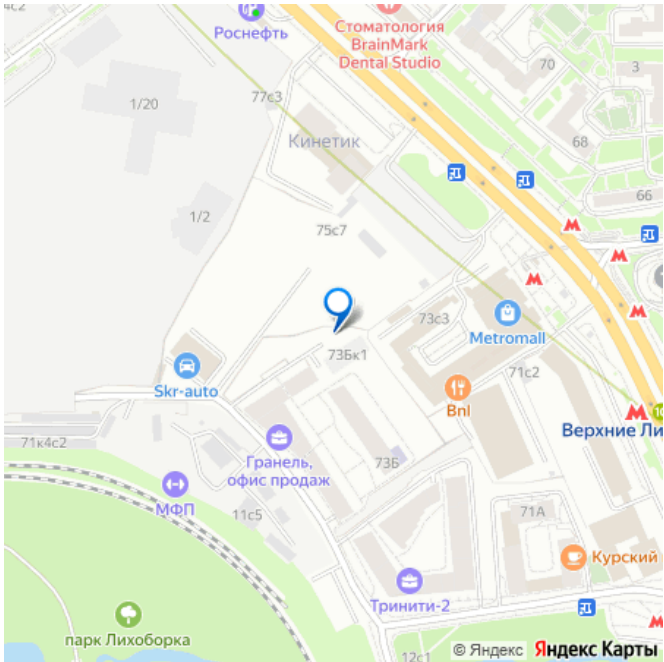 4с2
Роснефть
Стоматология
BrainMark
Dental Studio
70
3
1/20
77с3
Кинетик
68
66
1/2
75с7
73с3
Metromall
73Бк1
71с2
Skr-auto
Bnl
10
Верхние Ли
71к4с2
Гранель,
офис продаж
73Б
МФП
11с5
71А
Курский
Тринити-2
парк Лихоборка
12с1
© Яндекс Яндекс Карты